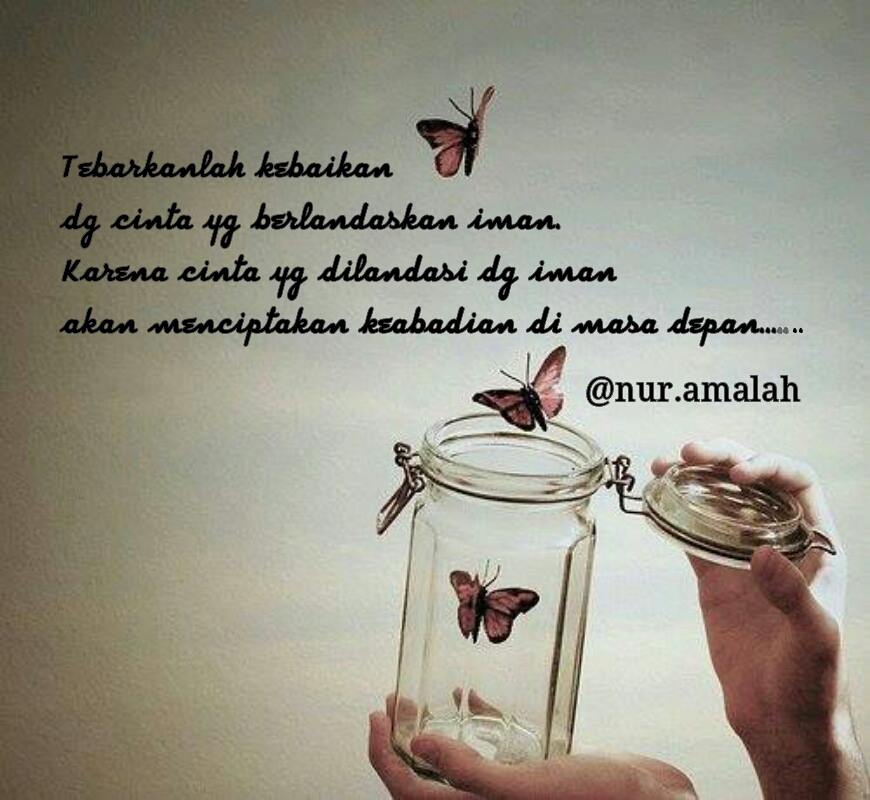 Tebarkanlah kebaikan
dg cinta yg berlandaskan iman.
Karena cinta yg dilandasi dg iman
akan menciptakan keabadian di masa depan.......
@nur.amalah